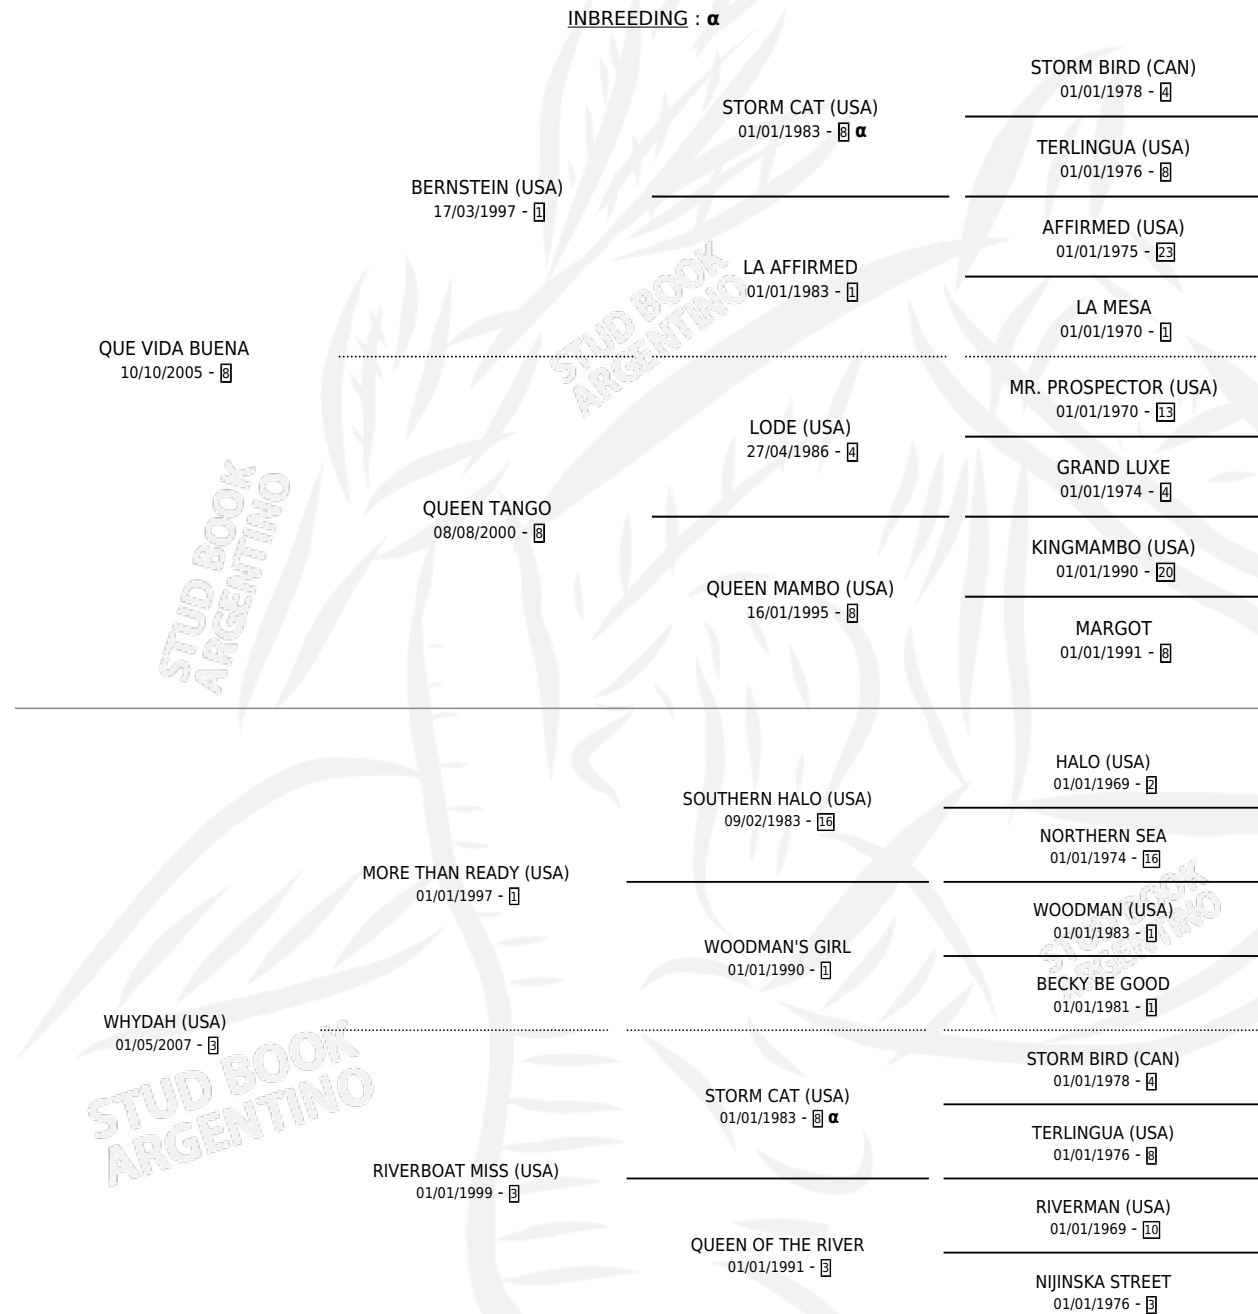 INBREEDING : α
STORM BIRD (CAN)
01/01/1978 - 4
STORM CAT (USA)
01/01/1983 - 8 α
TERLINGUA (USA)
01/01/1976 - 8
BERNSTEIN (USA)
17/03/1997 - 1
AFFIRMED (USA)
01/01/1975 - 23
LA AFFIRMED
01/01/1983 - 1
LA MESA
01/01/1970 - 1
QUE VIDA BUENA
10/10/2005 - 8
MR. PROSPECTOR (USA)
01/01/1970 - 13
LODE (USA)
27/04/1986 - 4
GRAND LUXE
01/01/1974 - 4
QUEEN TANGO
08/08/2000 - 8
KINGMAMBO (USA)
01/01/1990 - 20
QUEEN MAMBO (USA)
16/01/1995 - 8
MARGOT
01/01/1991 - 8
HALO (USA)
01/01/1969 - 2
SOUTHERN HALO (USA)
09/02/1983 - 16
NORTHERN SEA
01/01/1974 - 16
MORE THAN READY (USA)
01/01/1997 - 1
WOODMAN (USA)
01/01/1983 - 1
WOODMAN'S GIRL
01/01/1990 - 1
BECKY BE GOOD
01/01/1981 - 1
WHYDAH (USA)
01/05/2007 - 3
STORM BIRD (CAN)
01/01/1978 - 4
STORM CAT (USA)
01/01/1983 - 8 α
TERLINGUA (USA)
01/01/1976 - 8
RIVERBOAT MISS (USA)
01/01/1999 - 3
RIVERMAN (USA)
01/01/1969 - 10
QUEEN OF THE RIVER
01/01/1991 - 3
NIJINSKA STREET
01/01/1976 - 3
STUD BOOK
ARGENTINO
STUD BOOK
ARGENTINO
STUD BOOK
ARGENTINO
STUD BOOK
ARGENTINO